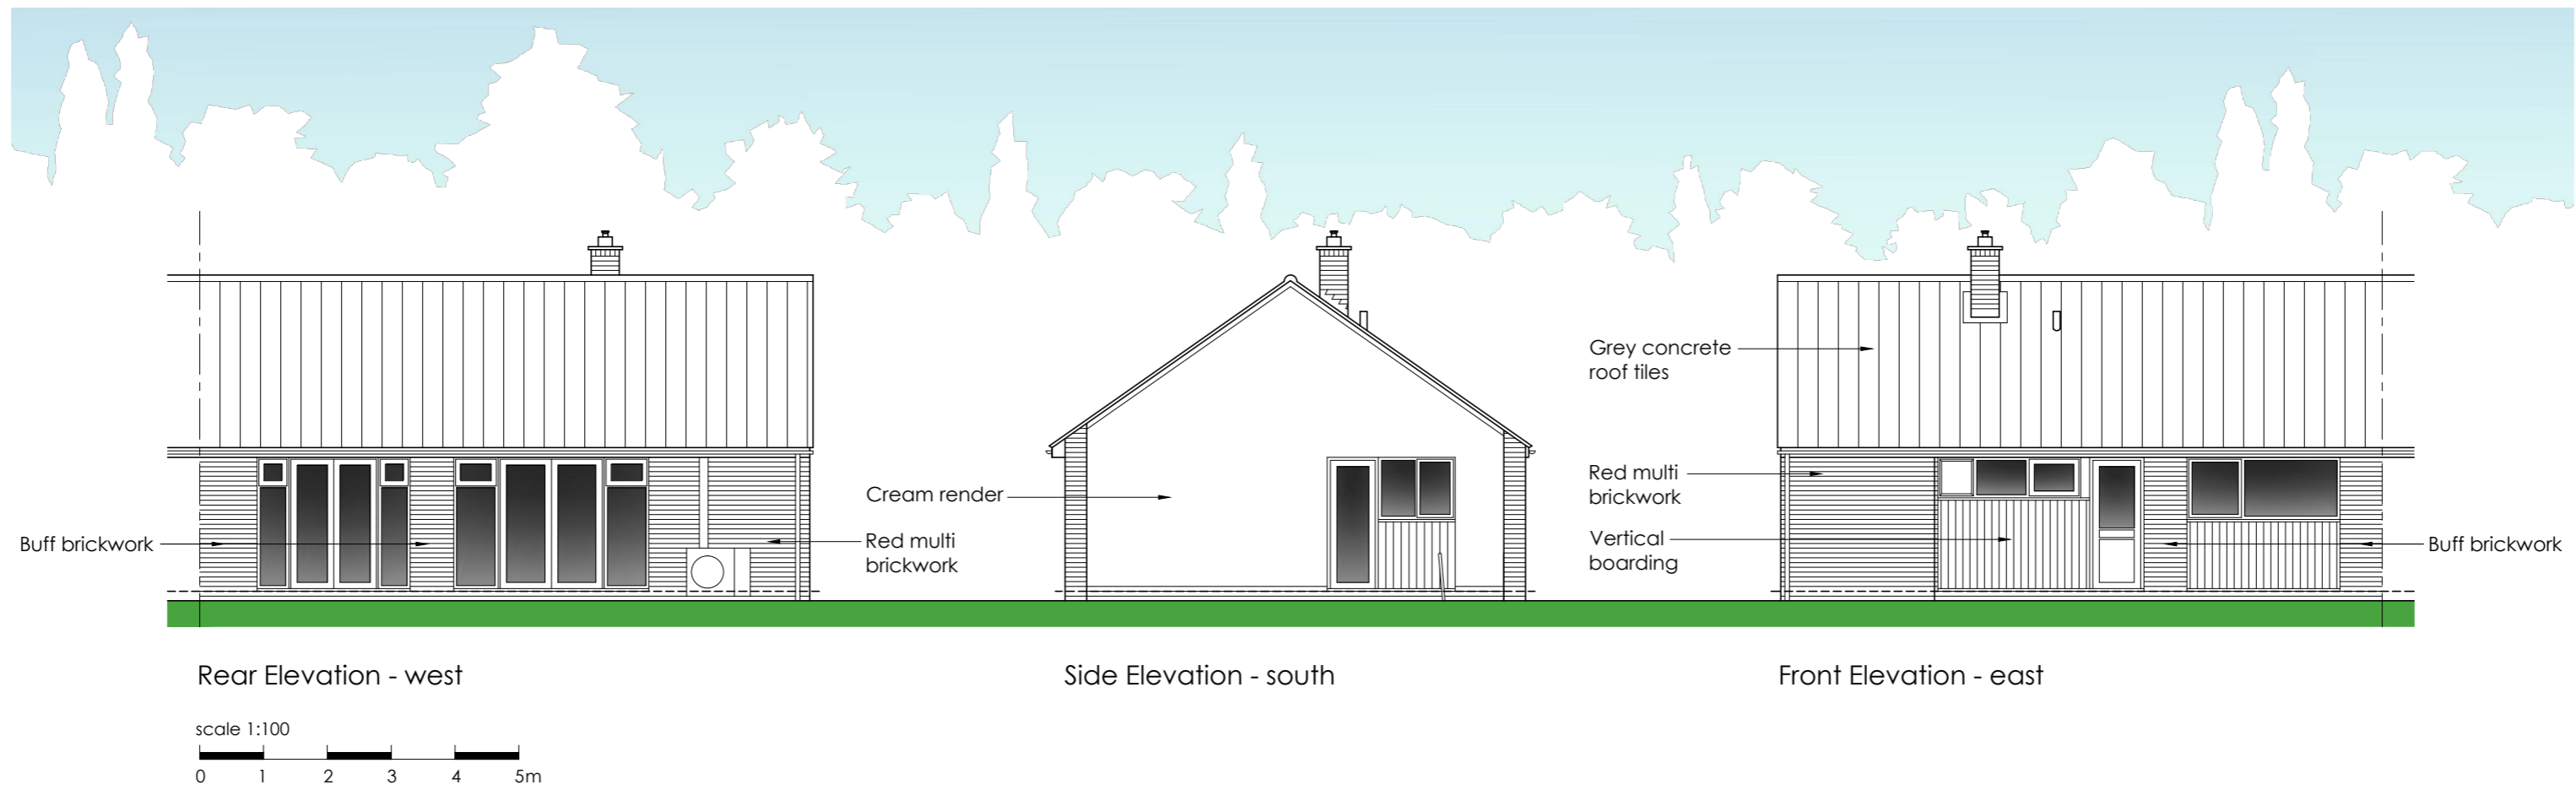 Grey concrete
roof tiles
Red multi
brickwork
Cream render
Buff brickwork
Red multi
brickwork
Vertical
boarding
Buff brickwork
Rear Elevation - west
Side Elevation - south
Front Elevation - east
scale 1:100
0 1 2 3 4 5m